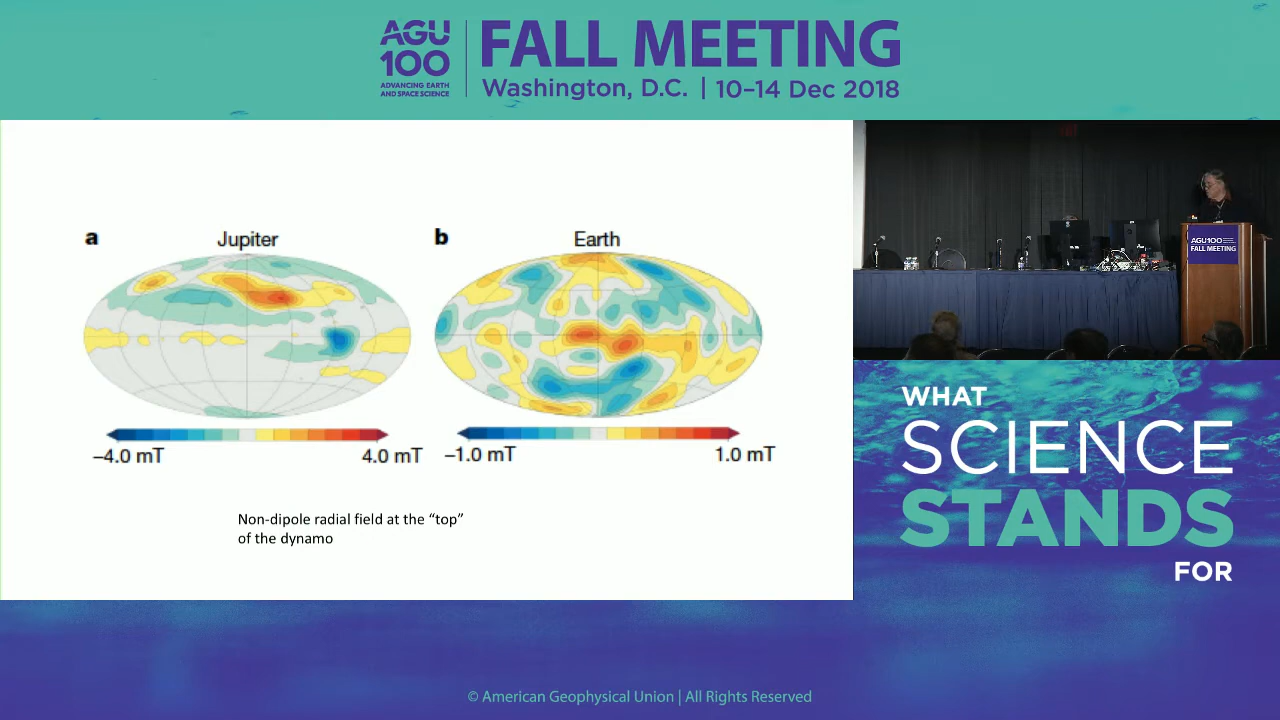 AGU
100
ADVANCING EARTH
AND SPACE SCIENCE
FALL MEETING
Washington, D.C. | 10–14 Dec 2018
a
Jupiter
b
Earth
–4.0 mT
4.0 mT
–1.0 mT
1.0 mT
Non-dipole radial field at the “top”
of the dynamo
AGU100
FALL MEETING
WHAT
SCIENCE
STANDS
FOR
© American Geophysical Union | All Rights Reserved